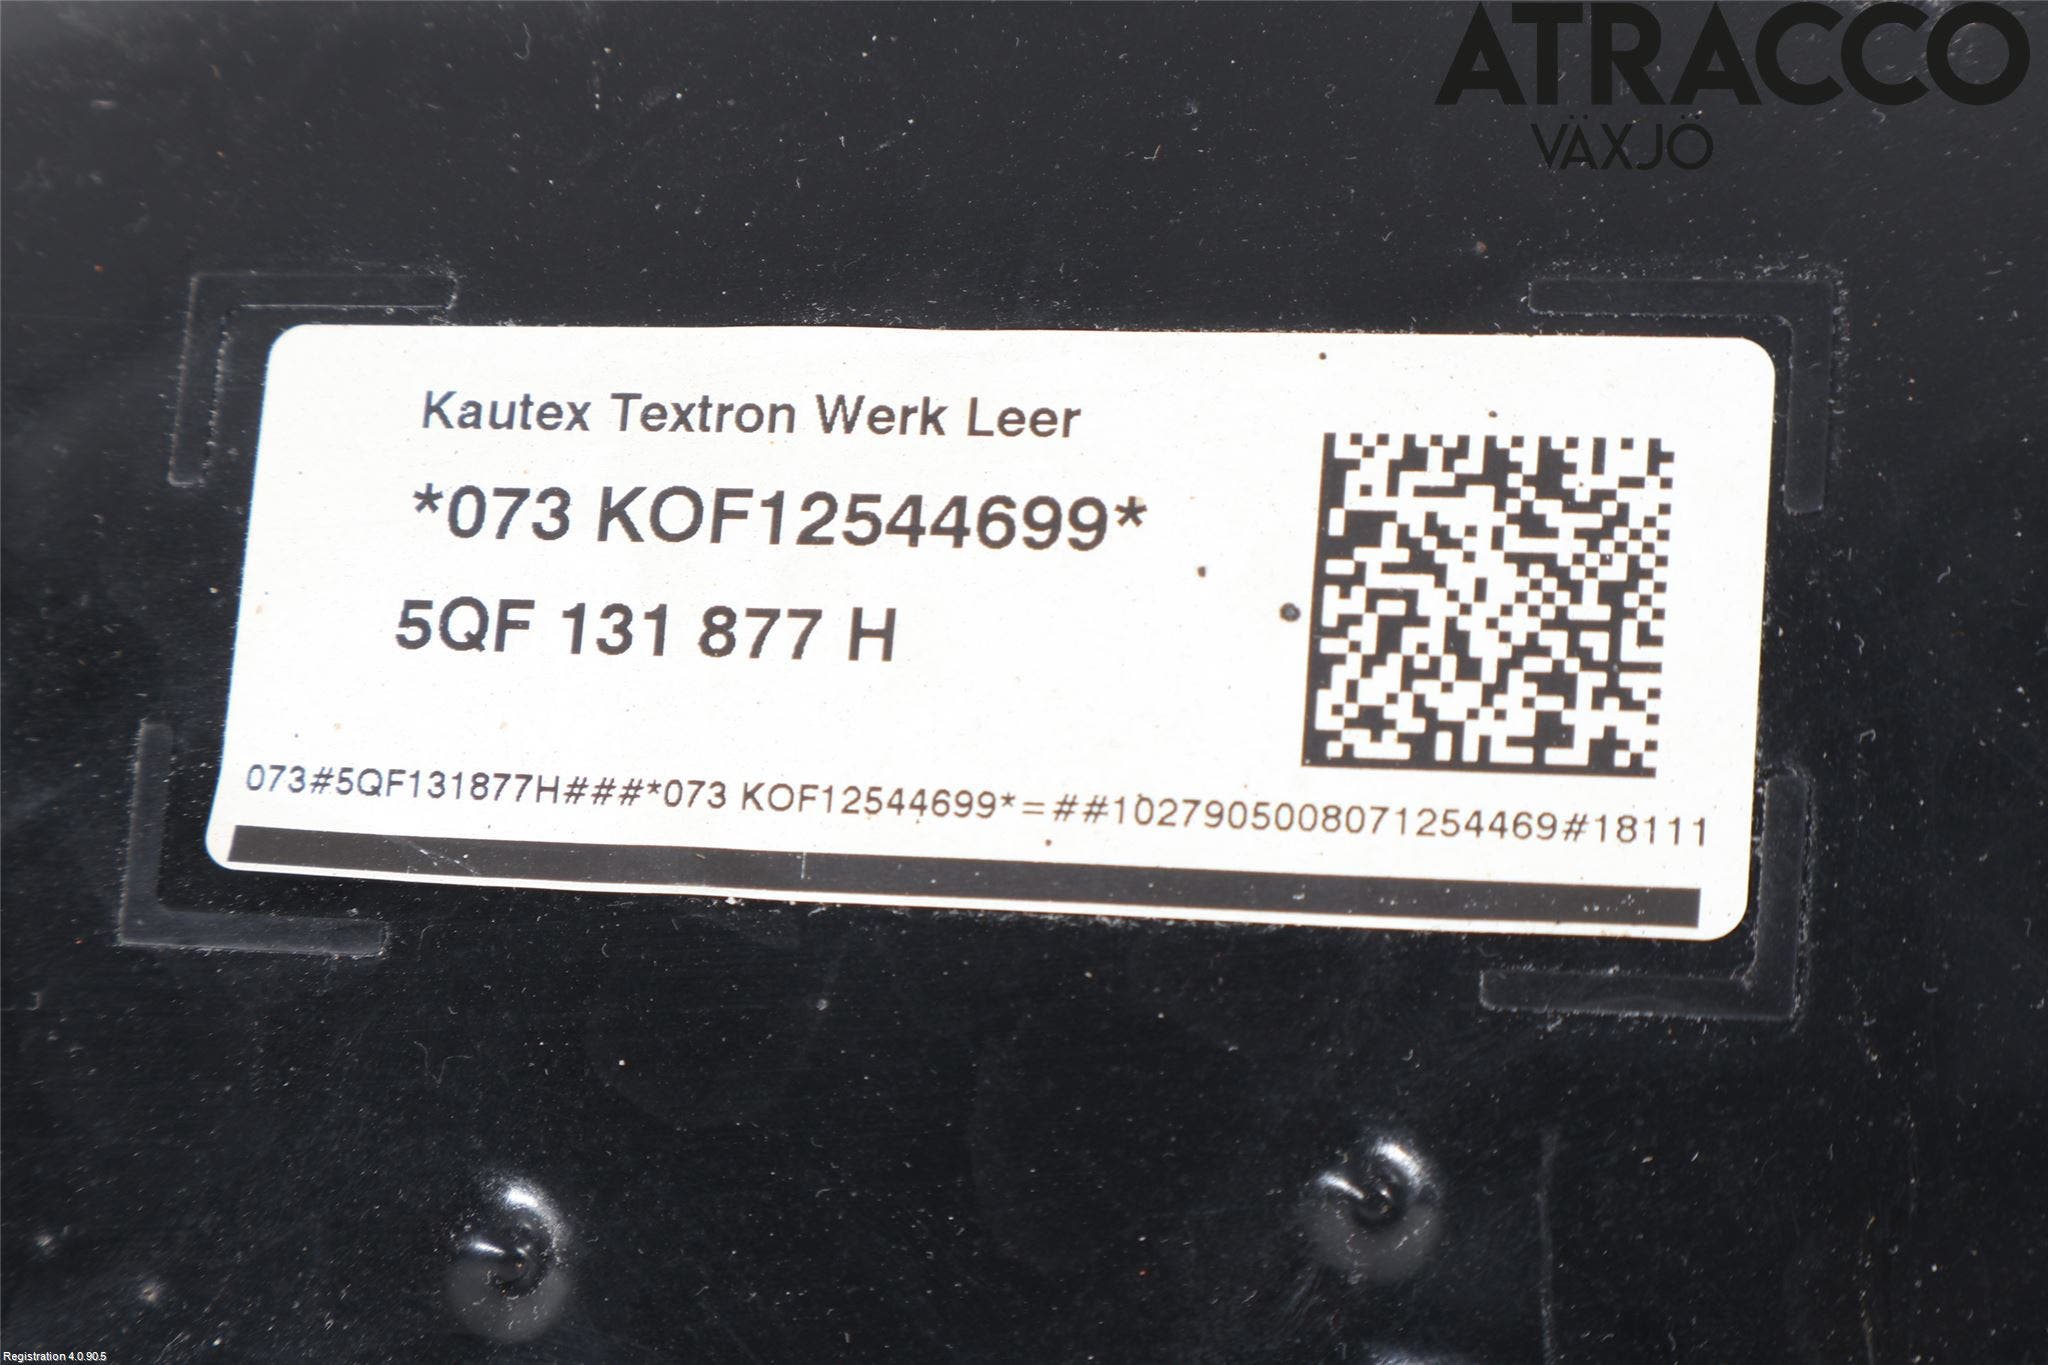 ATRACCO
VÄXJÖ
Kautex Textron Werk Leer
*073 KOF12544699*
5QF 131 877 H
073#5QF131877H###*073 KOF12544699*=##1027905008071254469#18111
Registration 4.0.90.5